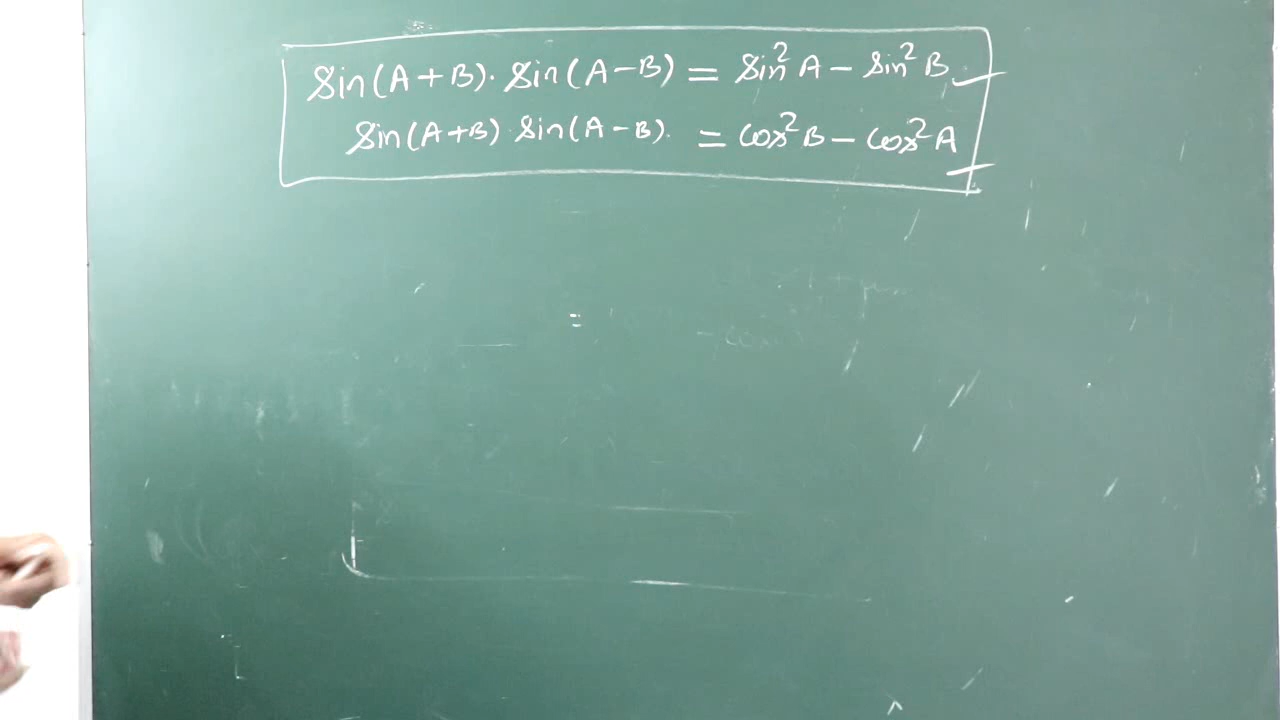 Sin(A+B)· Sin(A-B) = Sin²A - Sin²B
Sin(A+B)·Sin(A-B). = Cos²B - Cos²A
=